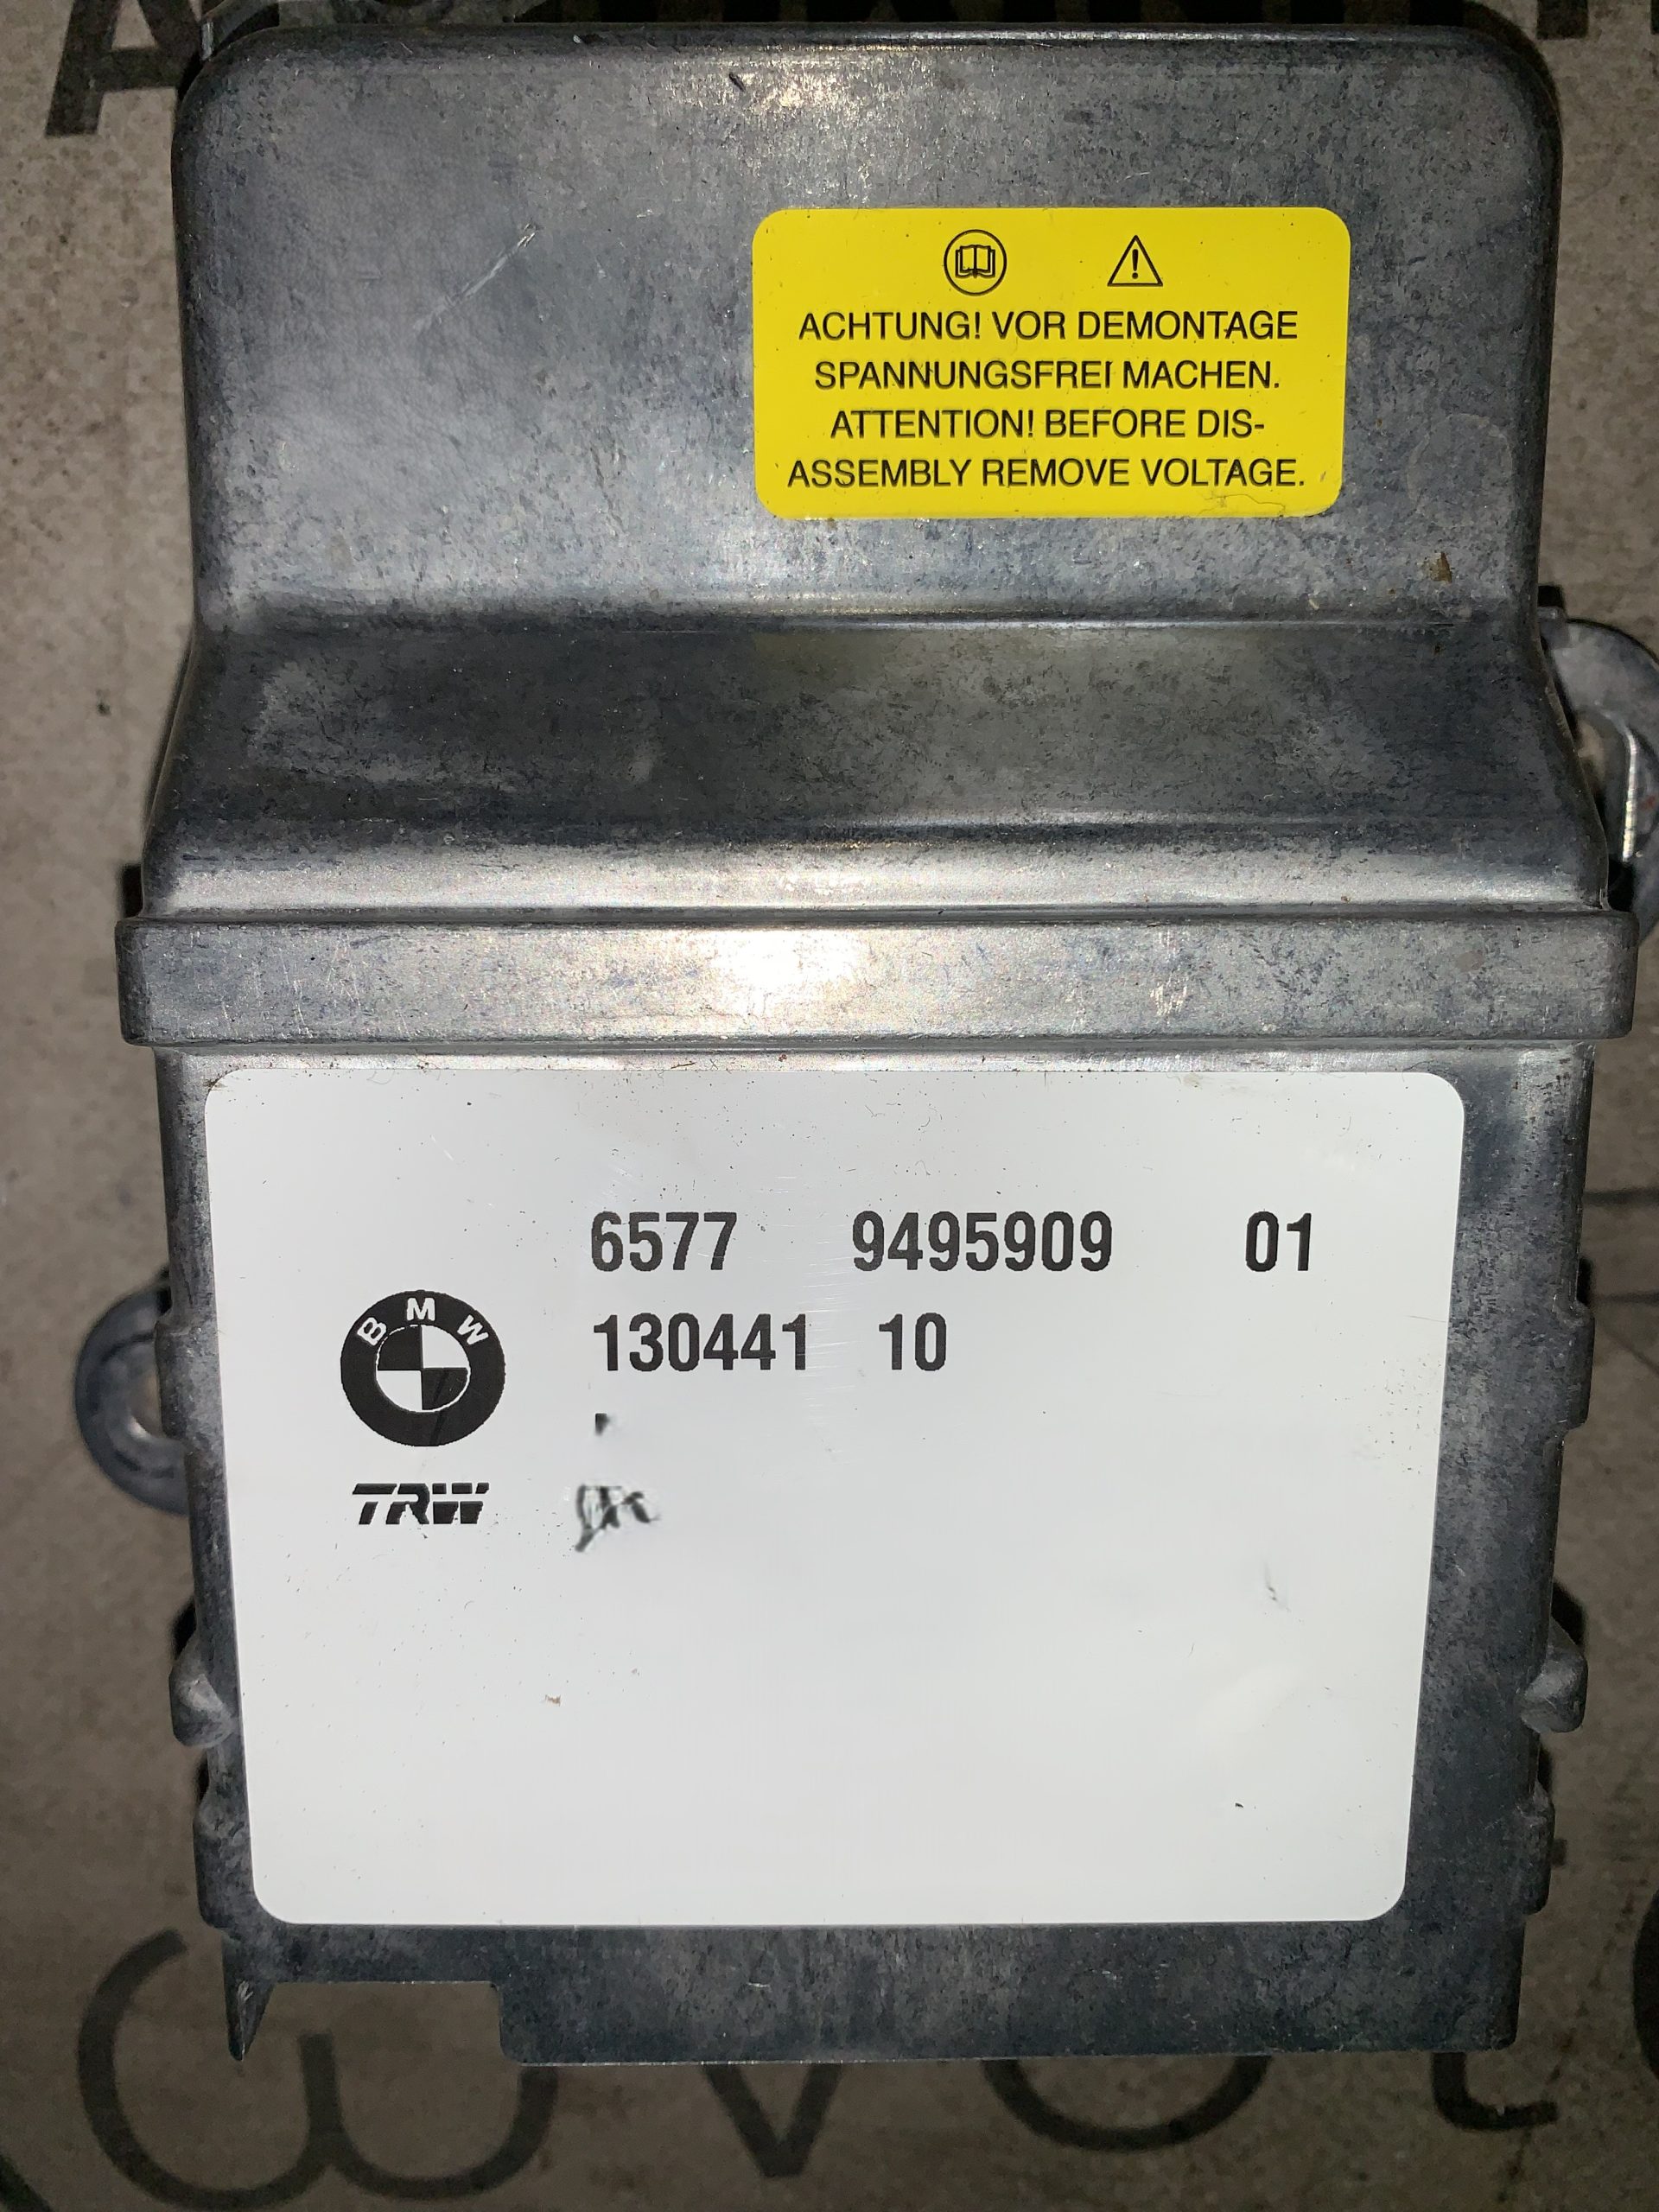 ACHTUNG! VOR DEMONTAGE
SPANNUNGSFREI MACHEN.
ATTENTION! BEFORE DIS-
ASSEMBLY REMOVE VOLTAGE.
6577 9495909 01
130441 10
BMW
TRW